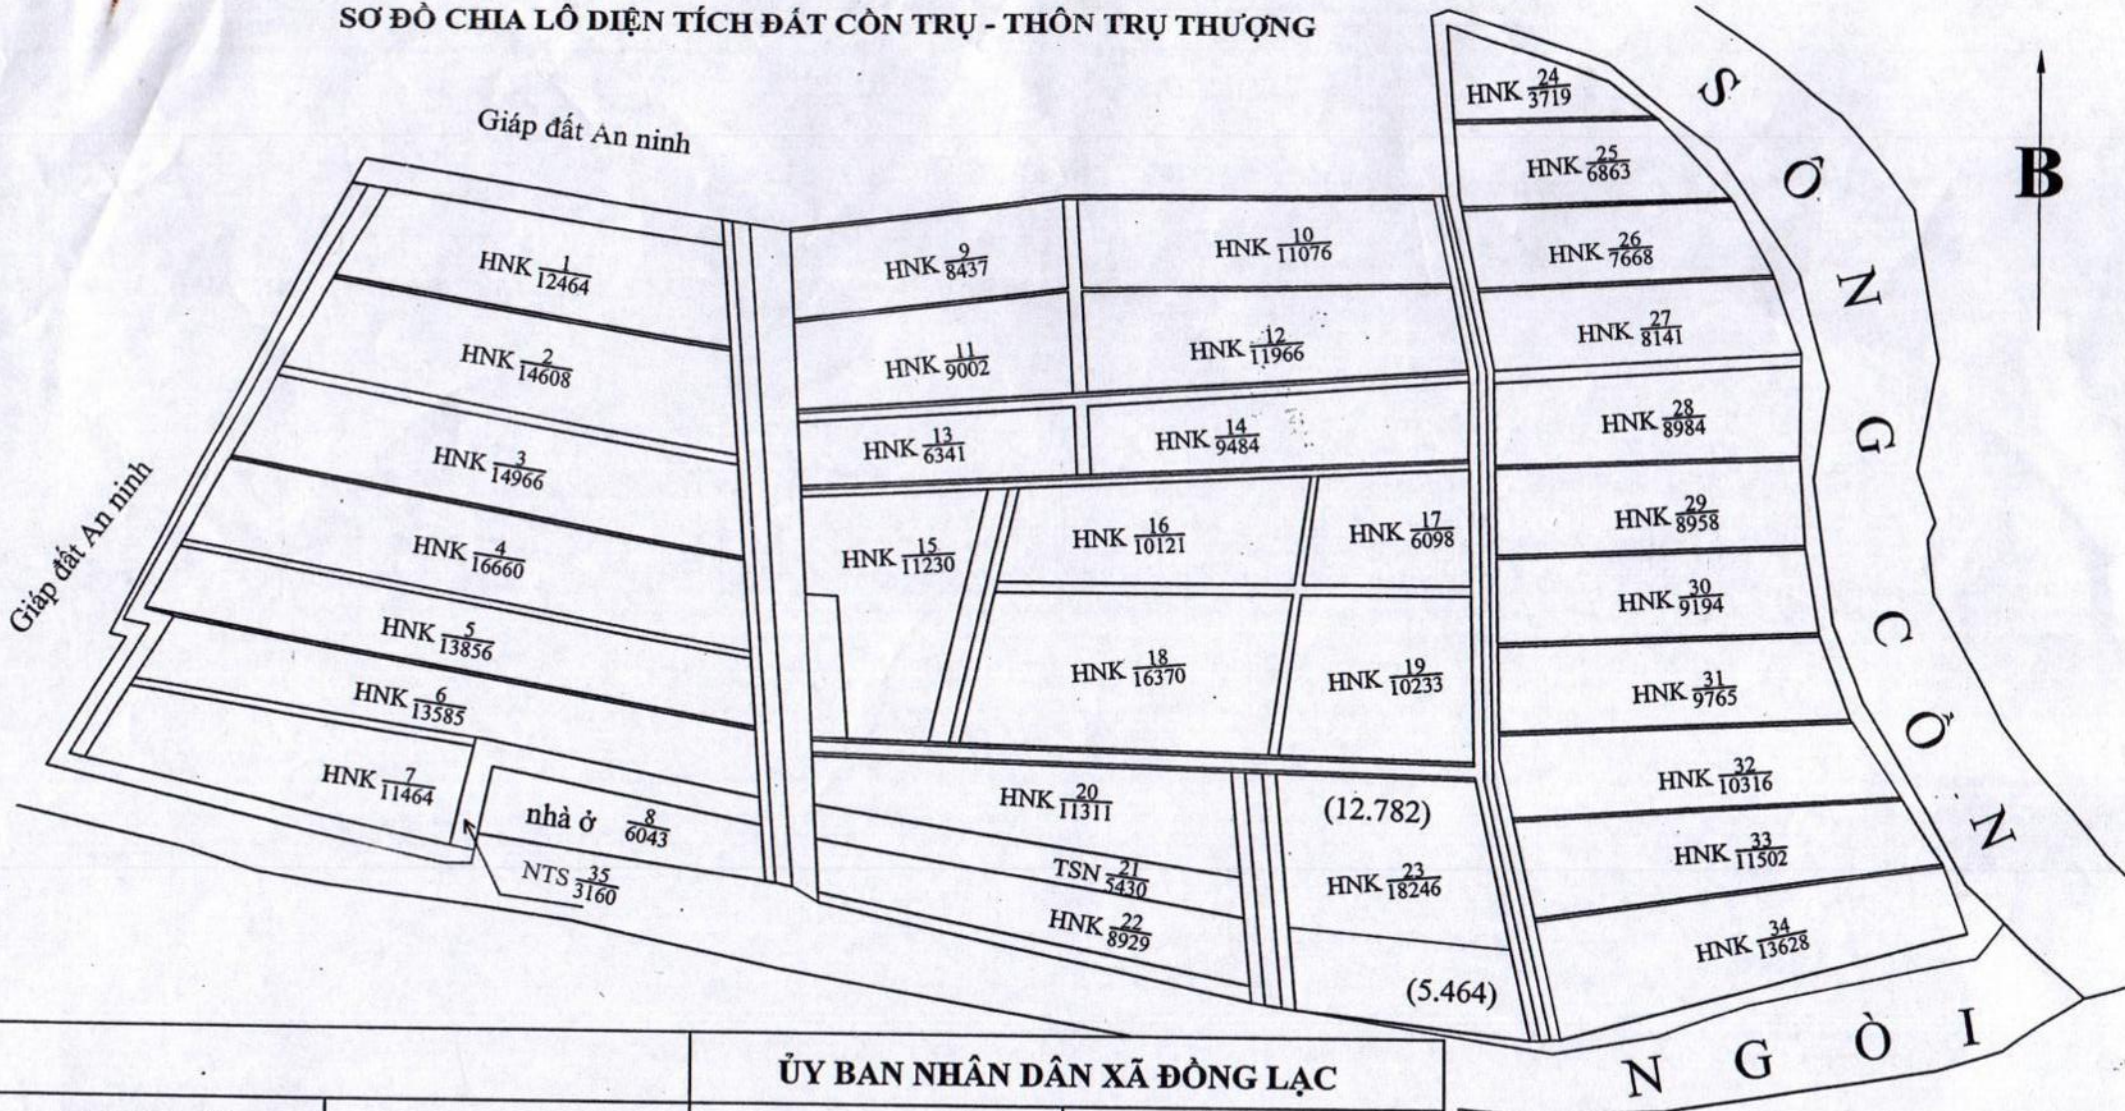 SƠ ĐỒ CHIA LÔ DIỆN TÍCH ĐẤT CỒN TRỤ - THÔN TRỤ THƯỢNG
Giáp đất An ninh
Giáp đất An ninh
B
SÔNG CỒN
NGÒI
HNK 1/12464
HNK 2/14608
HNK 3/14966
HNK 4/16660
HNK 5/13856
HNK 6/13585
HNK 7/11464
nhà ở 8/6043
NTS 35/3160
HNK 9/8437
HNK 10/11076
HNK 11/9002
HNK 12/11966
HNK 13/6341
HNK 14/9484
HNK 15/11230
HNK 16/10121
HNK 17/6098
HNK 18/16370
HNK 19/10233
HNK 20/11311
TSN 21/5430
HNK 22/8929
(12.782)
HNK 23/18246
(5.464)
HNK 24/3719
HNK 25/6863
HNK 26/7668
HNK 27/8141
HNK 28/8984
HNK 29/8958
HNK 30/9194
HNK 31/9765
HNK 32/10316
HNK 33/11502
HNK 34/13628
ỦY BAN NHÂN DÂN XÃ ĐỒNG LẠC